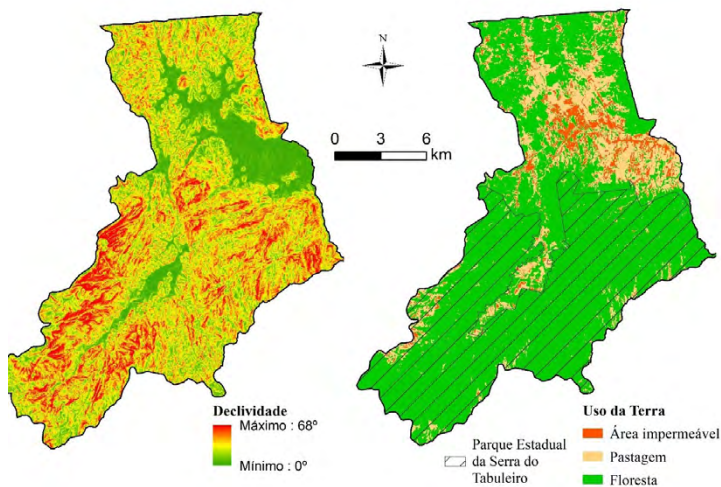 N
0 3 6
km
Declividade
Máximo : 68º
Mínimo : 0º
Parque Estadual
da Serra do
Tabuleiro
Uso da Terra
Área impermeável
Pastagem
Floresta